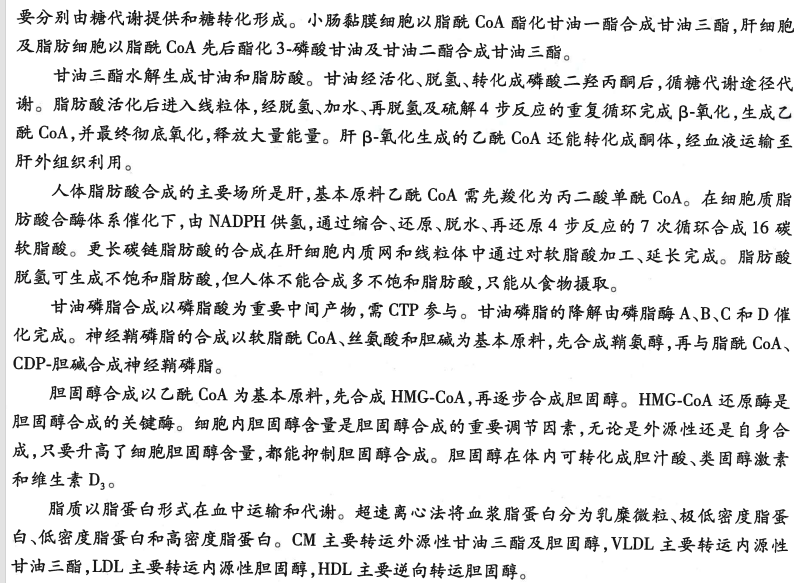 要分别由糖代谢提供和糖转化形成。小肠黏膜细胞以脂酰 CoA 酯化甘油一酯合成甘油三酯,肝细胞
及脂肪细胞以脂酰 CoA 先后酯化 3-磷酸甘油及甘油二酯合成甘油三酯。
甘油三酯水解生成甘油和脂肪酸。甘油经活化、脱氢、转化成磷酸二羟丙酮后,循糖代谢途径代
谢。脂肪酸活化后进入线粒体,经脱氢、加水、再脱氢及硫解 4 步反应的重复循环完成 β-氧化,生成乙
酰 CoA,并最终彻底氧化,释放大量能量。肝 β-氧化生成的乙酰 CoA 还能转化成酮体,经血液运输至
肝外组织利用。
人体脂肪酸合成的主要场所是肝,基本原料乙酰 CoA 需先羧化为丙二酸单酰 CoA。在细胞质脂
肪酸合酶体系催化下,由 NADPH 供氢,通过缩合、还原、脱水、再还原 4 步反应的 7 次循环合成 16 碳
软脂酸。更长碳链脂肪酸的合成在肝细胞内质网和线粒体中通过对软脂酸加工、延长完成。脂肪酸
脱氢可生成不饱和脂肪酸,但人体不能合成多不饱和脂肪酸,只能从食物摄取。
甘油磷脂合成以磷脂酸为重要中间产物,需 CTP 参与。甘油磷脂的降解由磷脂酶 A、B、C 和 D 催
化完成。神经鞘磷脂的合成以软脂酰 CoA、丝氨酸和胆碱为基本原料,先合成鞘氨醇,再与脂酰 CoA、
CDP-胆碱合成神经鞘磷脂。
胆固醇合成以乙酰 CoA 为基本原料,先合成 HMG-CoA,再逐步合成胆固醇。HMG-CoA 还原酶是
胆固醇合成的关键酶。细胞内胆固醇含量是胆固醇合成的重要调节因素,无论是外源性还是自身合
成,只要升高了细胞胆固醇含量,都能抑制胆固醇合成。胆固醇在体内可转化成胆汁酸、类固醇激素
和维生素 D₃。
脂质以脂蛋白形式在血中运输和代谢。超速离心法将血浆脂蛋白分为乳糜微粒、极低密度脂蛋
白、低密度脂蛋白和高密度脂蛋白。CM 主要转运外源性甘油三酯及胆固醇,VLDL 主要转运内源性
甘油三酯,LDL 主要转运内源性胆固醇,HDL 主要逆向转运胆固醇。